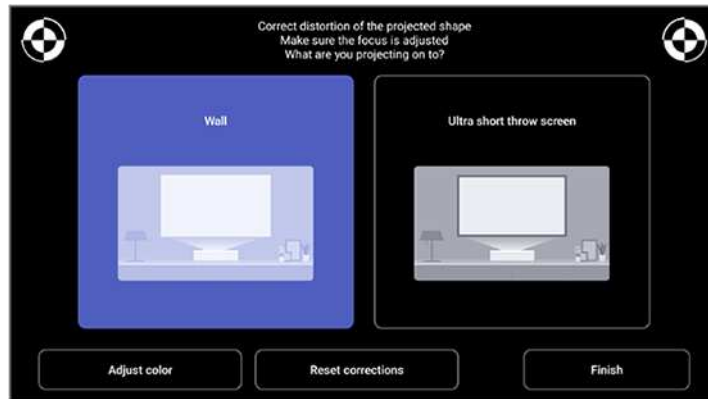 Correct distortion of the projected shape
Make sure the focus is adjusted
What are you projecting on to?
Wall
Ultra short throw screen
Adjust color
Reset corrections
Finish